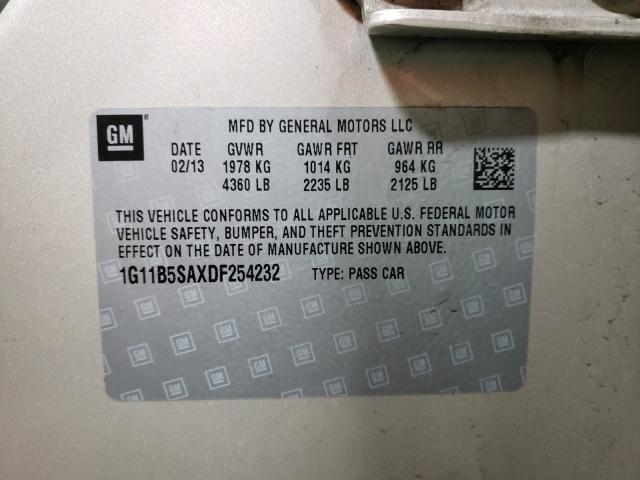 GM ®
MFD BY GENERAL MOTORS LLC
DATE GVWR GAWR FRT GAWR RR
02/13 1978 KG 1014 KG 964 KG
4360 LB 2235 LB 2125 LB
THIS VEHICLE CONFORMS TO ALL APPLICABLE U.S. FEDERAL MOTOR
VEHICLE SAFETY, BUMPER, AND THEFT PREVENTION STANDARDS IN
EFFECT ON THE DATE OF MANUFACTURE SHOWN ABOVE.
1G11B5SAXDF254232 TYPE: PASS CAR